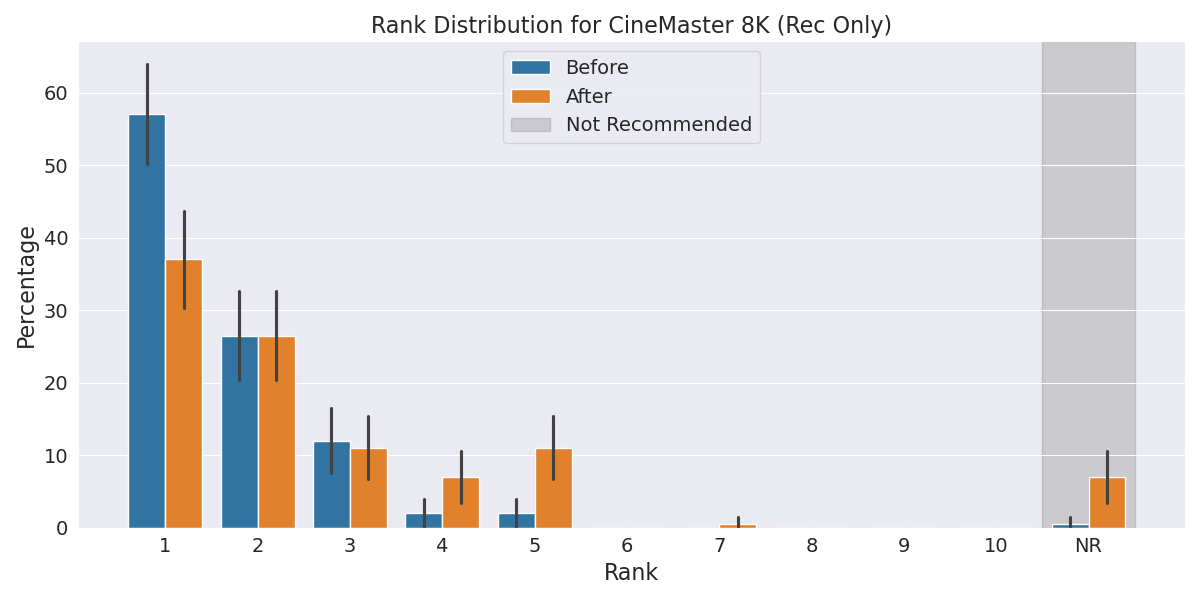 Rank Distribution for CineMaster 8K (Rec Only)
Before
After
Not Recommended
Percentage
60
50
40
30
20
10
0
1 2 3 4 5 6 7 8 9 10 NR
Rank